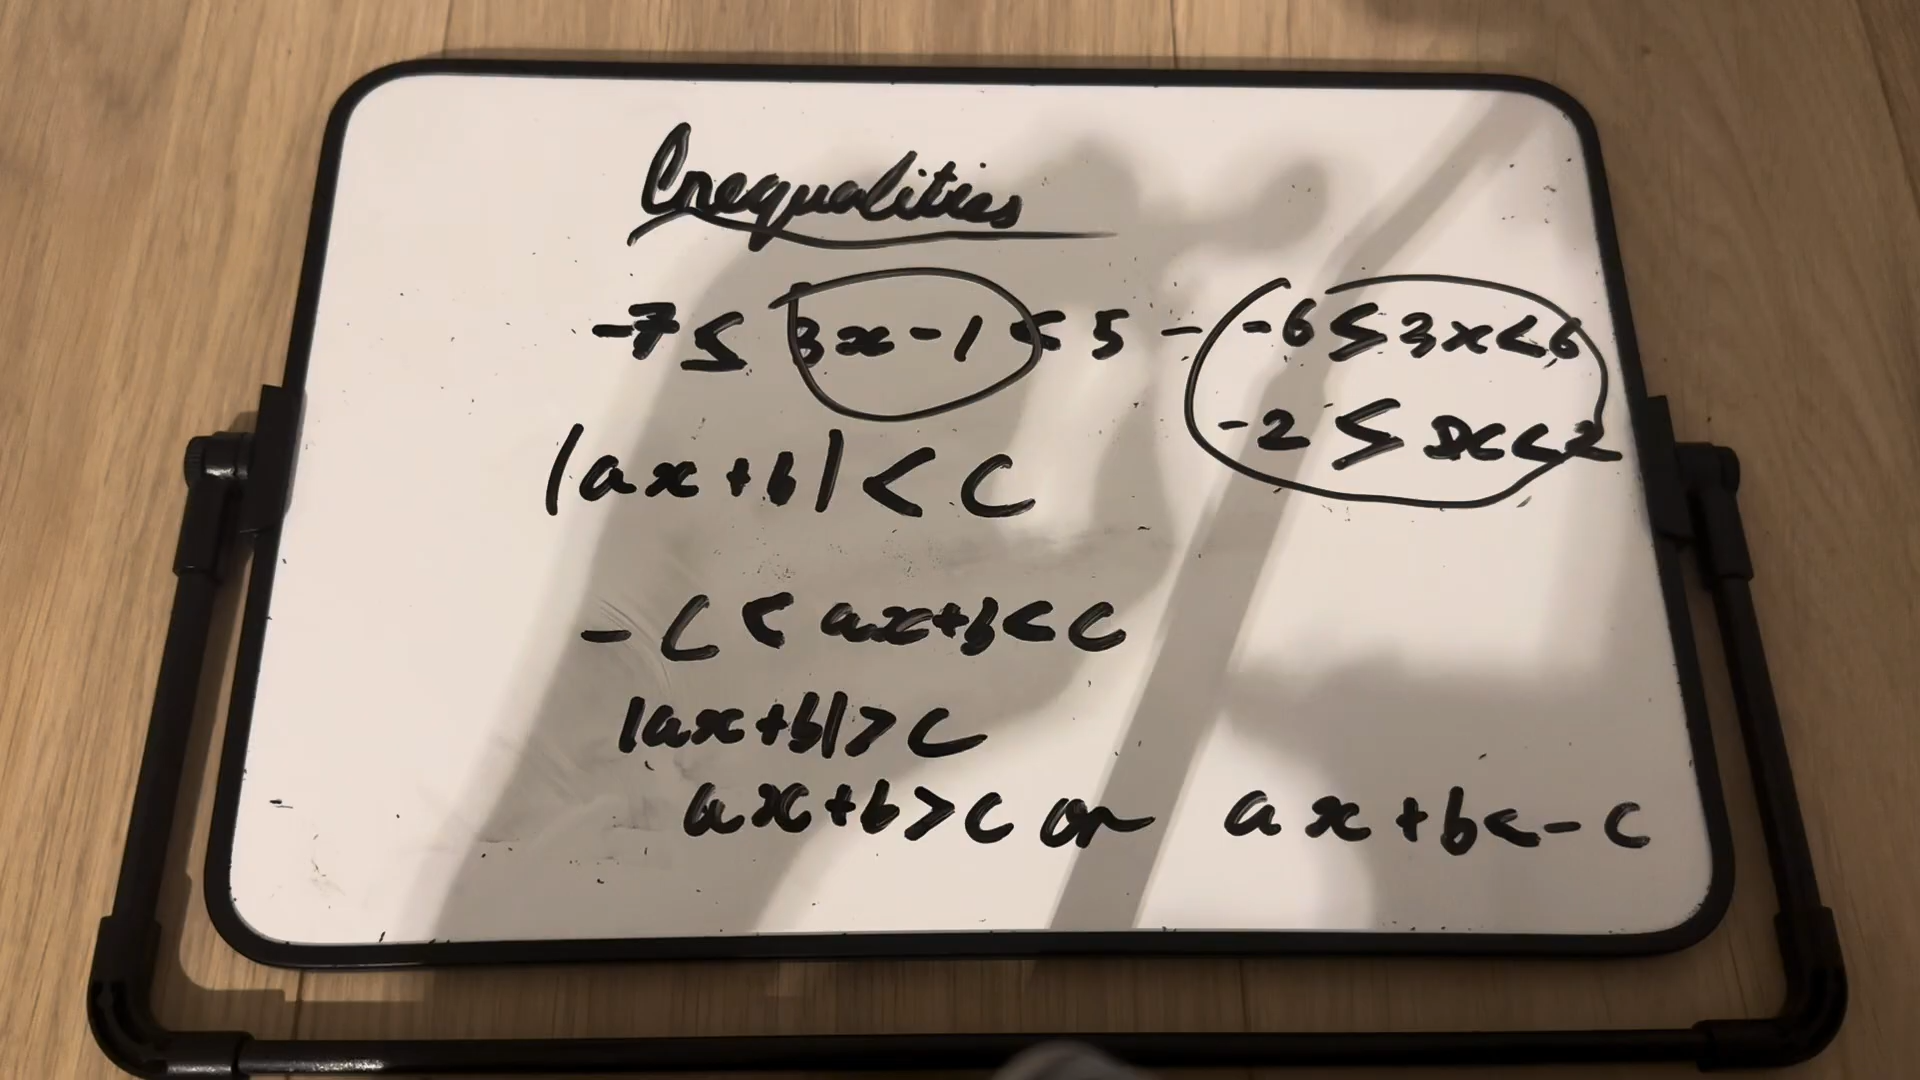 Inequalities
-7 ≤ 3x - 1 < 5 - -6 ≤ 3x < 6
-2 ≤ x < 2
|ax + b| < c
-c < ax + b < c
|ax + b| > c
ax + b > c or ax + b < -c